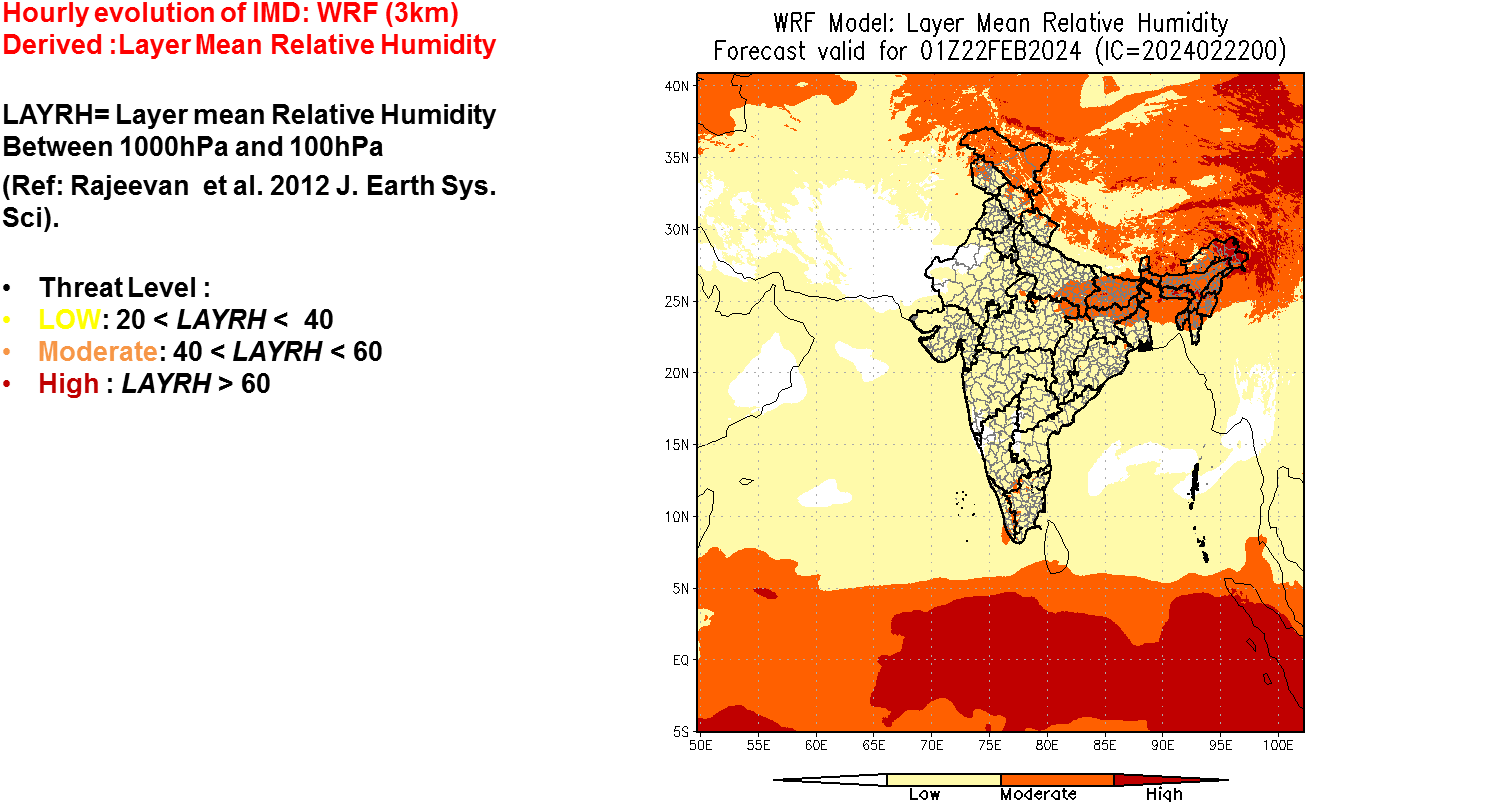 Hourly evolution of IMD: WRF (3km)
Derived :Layer Mean Relative Humidity
LAYRH= Layer mean Relative Humidity
Between 1000hPa and 100hPa
(Ref: Rajeevan et al. 2012 J. Earth Sys.
Sci).
• Threat Level :
• LOW: 20 < LAYRH < 40
• Moderate: 40 < LAYRH < 60
• High : LAYRH > 60
WRF Model: Layer Mean Relative Humidity
Forecast valid for 01Z22FEB2024 (IC=2024022200)
40N
35N
30N
25N
20N
15N
10N
5N
EQ
5S
50E 55E 60E 65E 70E 75E 80E 85E 90E 95E 100E
Low Moderate High